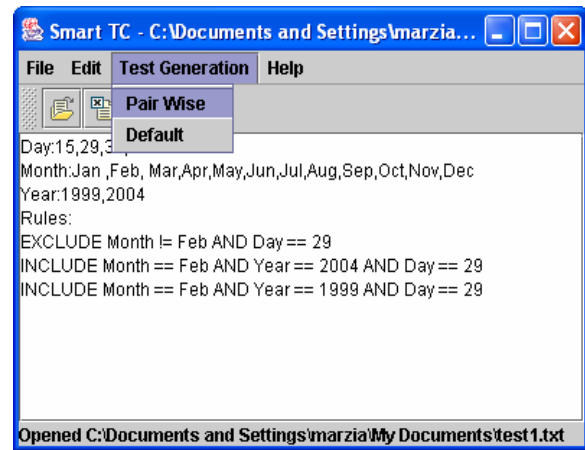 Smart TC - C:\Documents and Settings\marzia...
File Edit Test Generation Help
Pair Wise
Default
Day:15,29,3
Month:Jan ,Feb, Mar,Apr,May,Jun,Jul,Aug,Sep,Oct,Nov,Dec
Year:1999,2004
Rules:
EXCLUDE Month != Feb AND Day == 29
INCLUDE Month == Feb AND Year == 2004 AND Day == 29
INCLUDE Month == Feb AND Year == 1999 AND Day == 29
Opened C:\Documents and Settings\marzia\My Documents\test1.txt